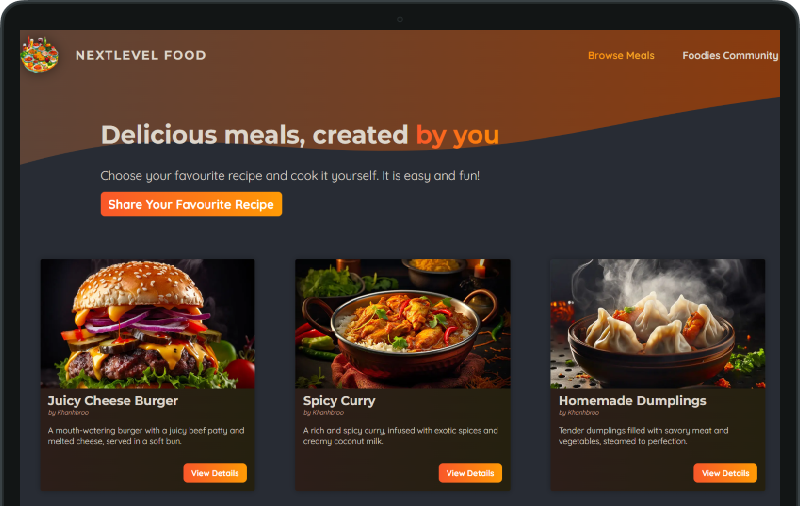 NEXTLEVEL FOOD
Browse Meals
Foodies Community
Delicious meals, created by you
Choose your favourite recipe and cook it yourself. It is easy and fun!
Share Your Favourite Recipe
Juicy Cheese Burger
by Khanhbroo
A mouth-watering burger with a juicy beef patty and
melted cheese, served in a soft bun.
View Details
Spicy Curry
by Khanhbroo
A rich and spicy curry, infused with exotic spices and
creamy coconut milk.
View Details
Homemade Dumplings
by Khanhbroo
Tender dumplings filled with savory meat and
vegetables, steamed to perfection.
View Details